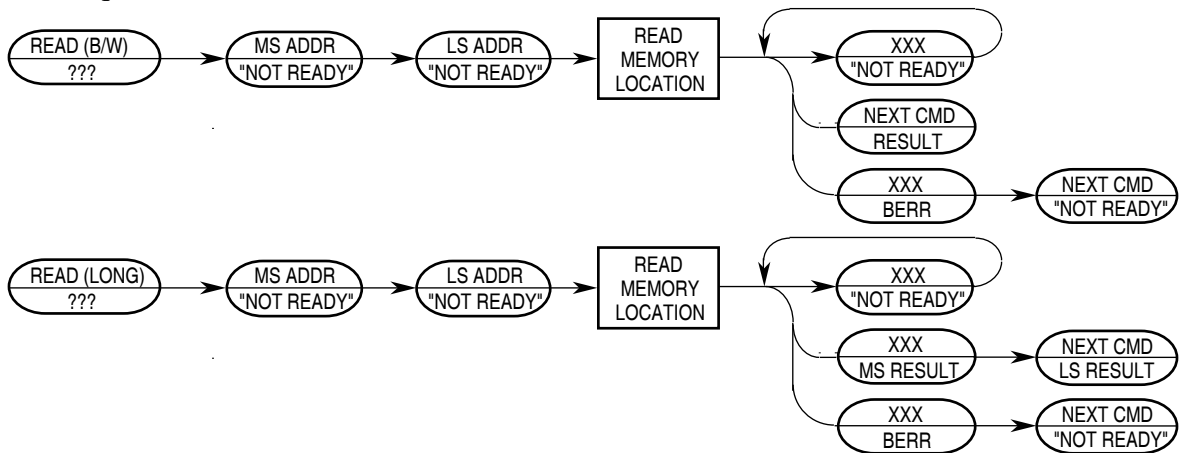 READ (B/W)
???
MS ADDR
"NOT READY"
LS ADDR
"NOT READY"
READ
MEMORY
LOCATION
XXX
"NOT READY"
NEXT CMD
RESULT
XXX
BERR
NEXT CMD
"NOT READY"
READ (LONG)
???
MS ADDR
"NOT READY"
LS ADDR
"NOT READY"
READ
MEMORY
LOCATION
XXX
"NOT READY"
XXX
MS RESULT
NEXT CMD
LS RESULT
XXX
BERR
NEXT CMD
"NOT READY"